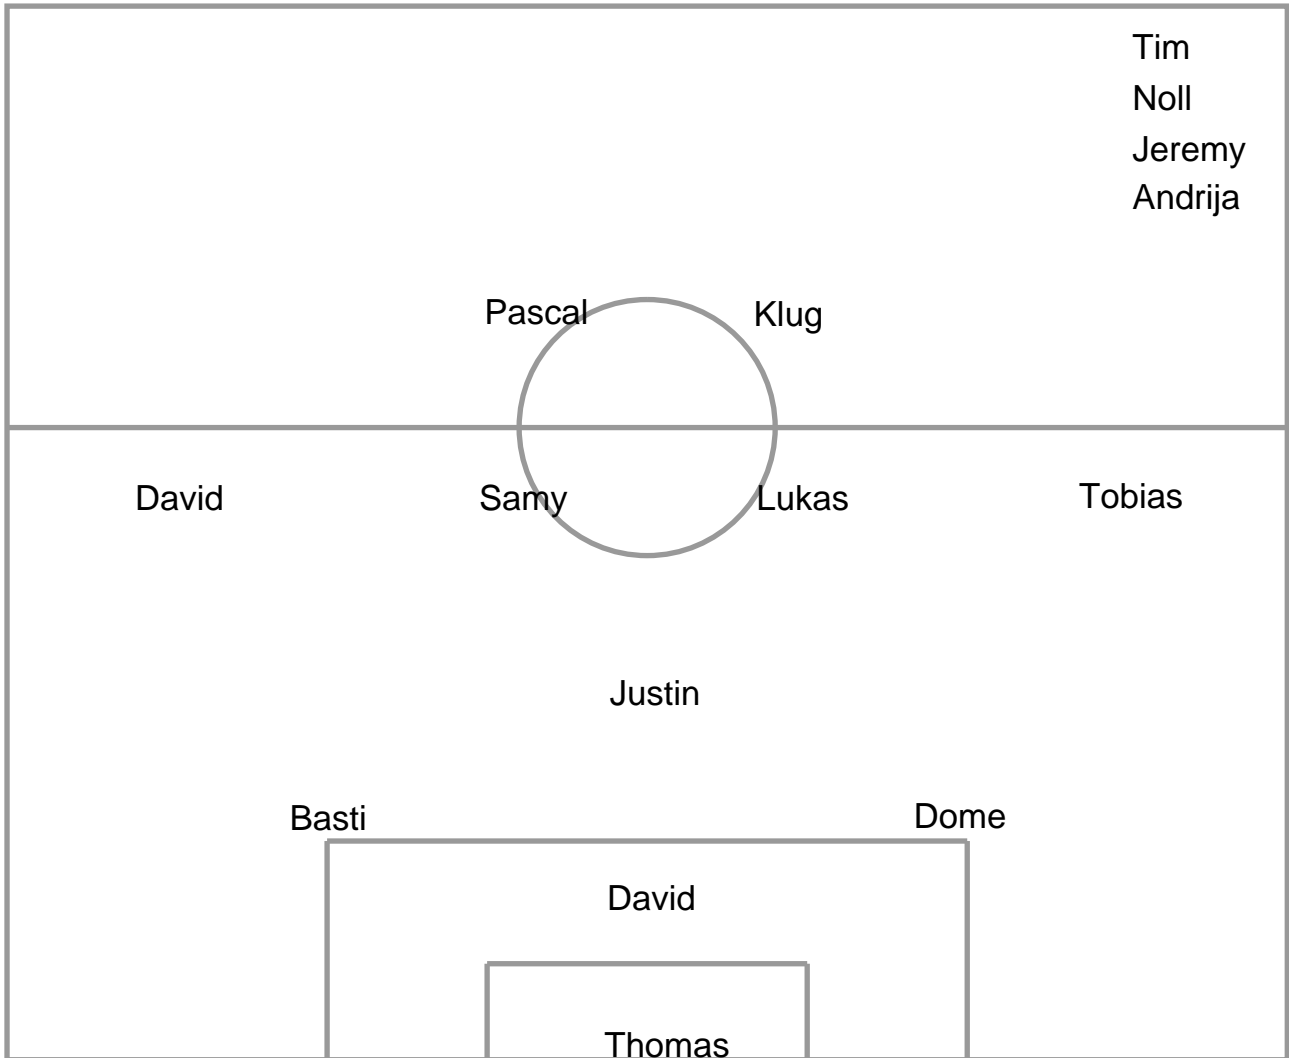 Tim
Noll
Jeremy
Andrija
Pascal Klug
David Samy Lukas Tobias
Justin
Basti Dome
David
Thomas